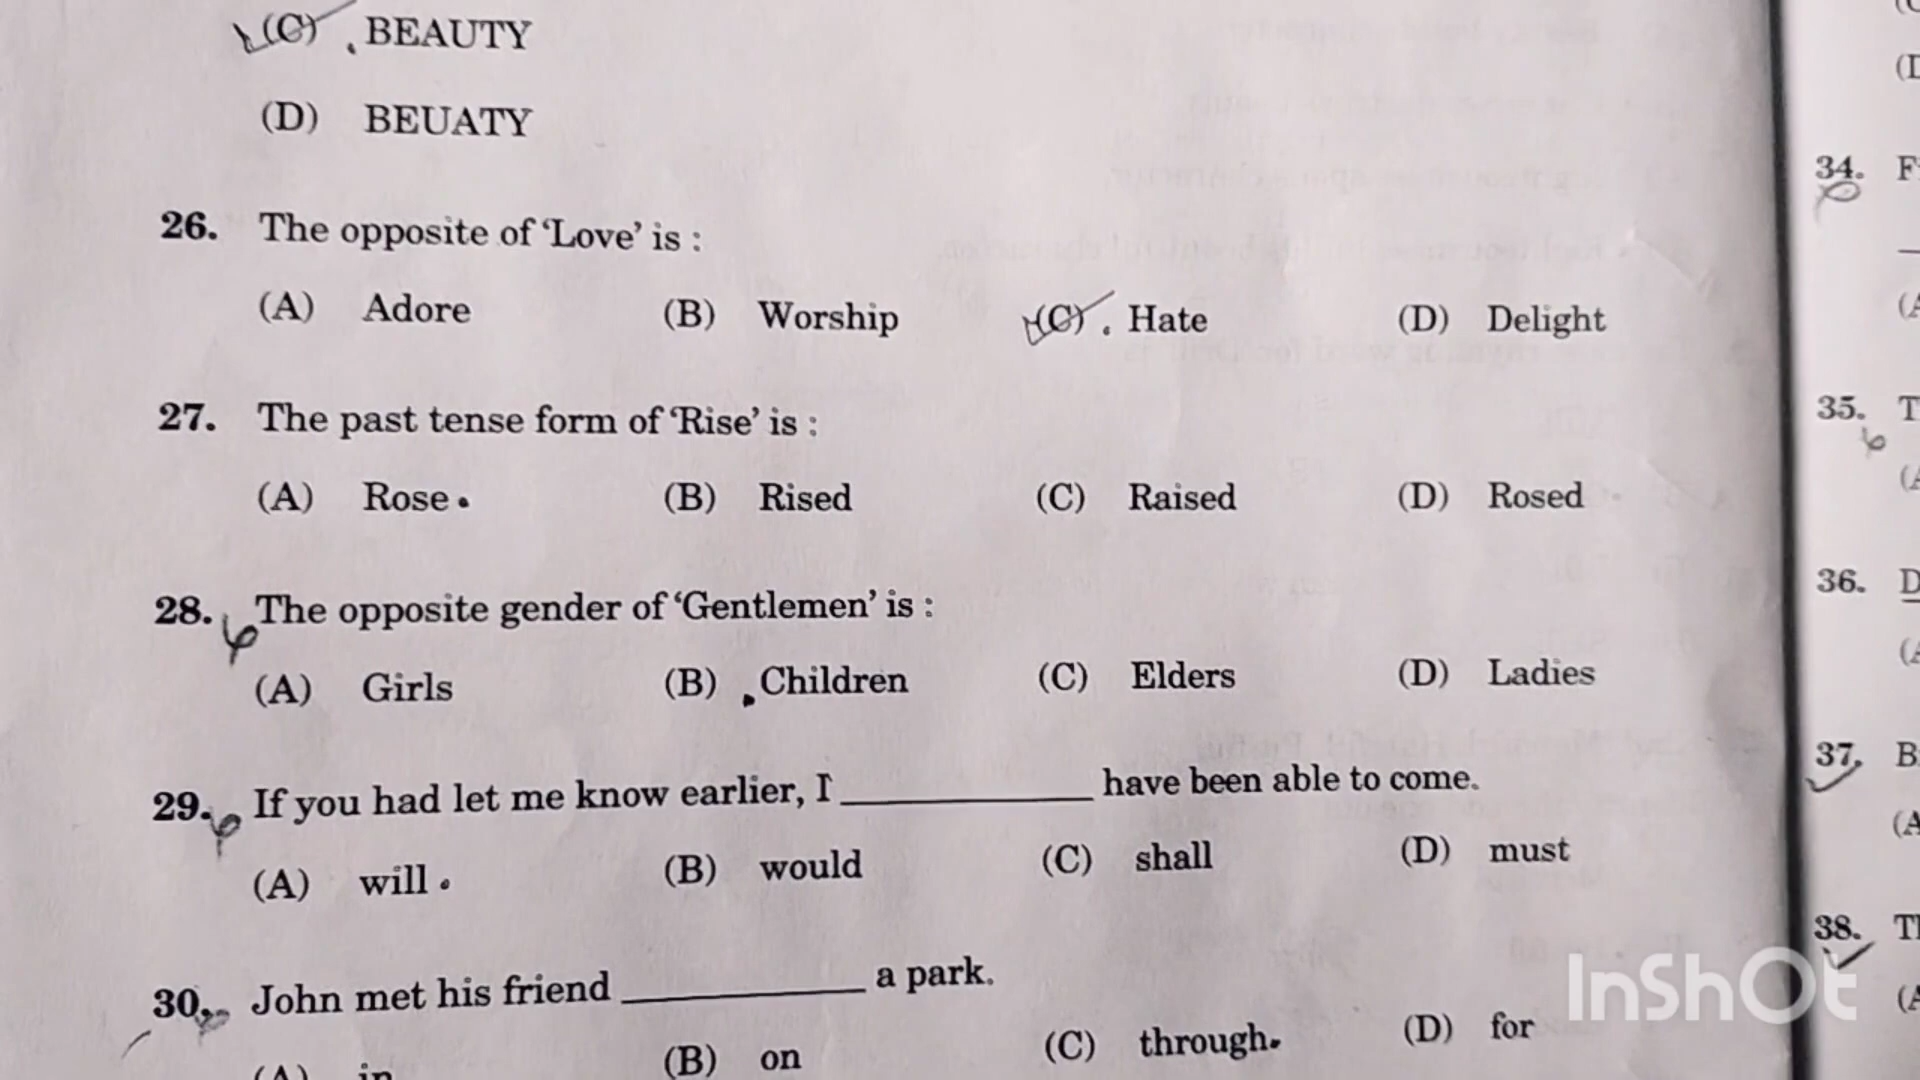 (C) BEAUTY
(D) BEUATY
26. The opposite of 'Love' is :
(A) Adore (B) Worship (C) Hate (D) Delight
27. The past tense form of 'Rise' is :
(A) Rose (B) Rised (C) Raised (D) Rosed
28. The opposite gender of 'Gentlemen' is :
(A) Girls (B) Children (C) Elders (D) Ladies
29. If you had let me know earlier, I __________ have been able to come.
(A) will (B) would (C) shall (D) must
30. John met his friend __________ a park.
(A) in (B) on (C) through (D) for
34.
35.
36.
37.
38.
InShOt